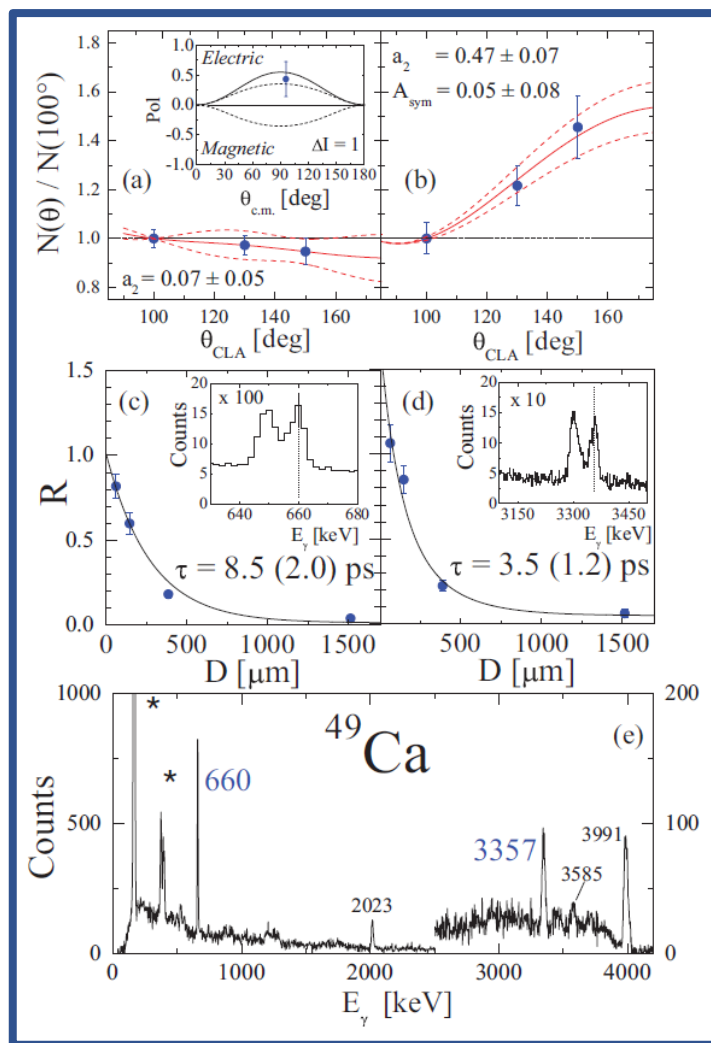 N(θ) / N(100°)
1.8
1.6
1.4
1.2
1.0
0.8
1.0
0.5
0.0
-0.5
-1.0
Pol
Electric
Magnetic
ΔI = 1
0 30 60 90 120 150 180
θc.m. [deg]
(a)
a2 = 0.07 ± 0.05
100 120 140 160
θCLA [deg]
a2 = 0.47 ± 0.07
Asym = 0.05 ± 0.08
(b)
100 120 140 160
θCLA [deg]
R
1.5
1.0
0.5
0.0
(c)
x 100
Counts
20
15
10
5
0
640 660 680
Eγ [keV]
τ = 8.5 (2.0) ps
0 500 1000 1500
D [μm]
(d)
x 10
Counts
20
15
10
5
0
3100 3300 3500
Eγ [keV]
τ = 3.5 (1.2) ps
0 500 1000 1500
D [μm]
Counts
1000
500
0
*
*
660
49Ca
(e)
2023
3357
3585
3991
200
100
0
0 1000 2000 3000 4000
Eγ [keV]